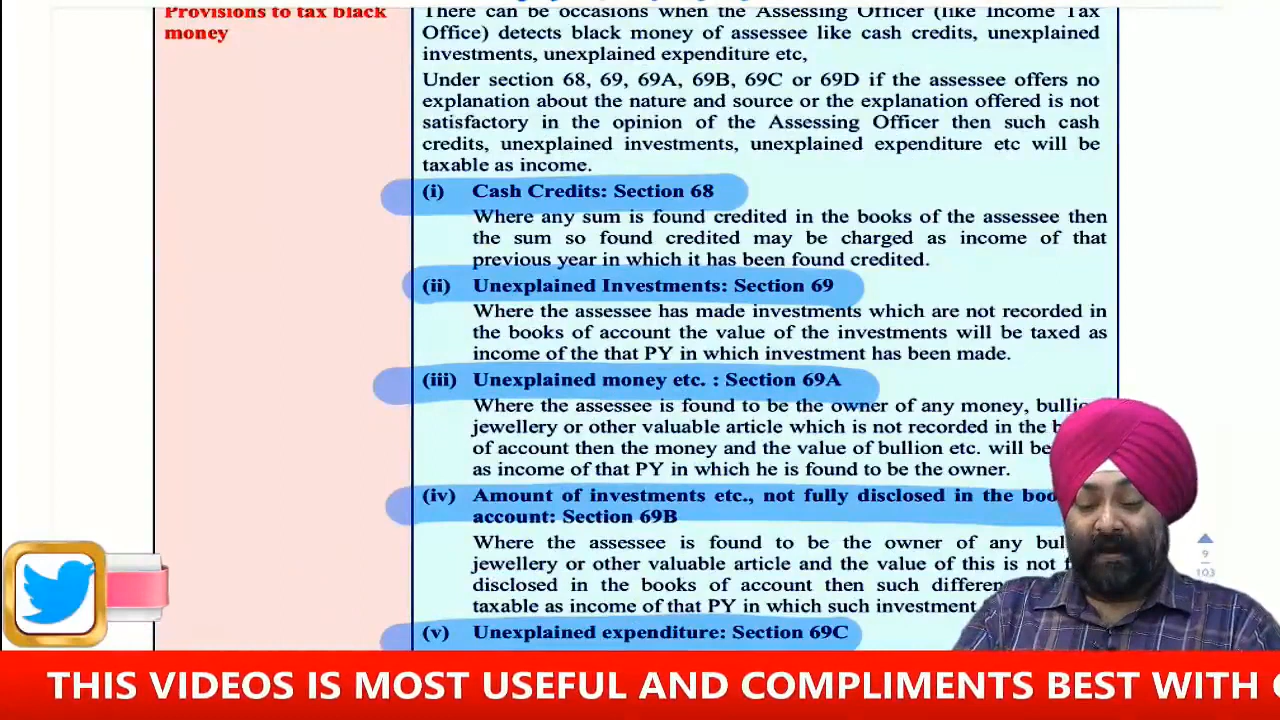 Provisions to tax black
money
There can be occasions when the Assessing Officer (like Income Tax
Office) detects black money of assessee like cash credits, unexplained
investments, unexplained expenditure etc,
Under section 68, 69, 69A, 69B, 69C or 69D if the assessee offers no
explanation about the nature and source or the explanation offered is not
satisfactory in the opinion of the Assessing Officer then such cash
credits, unexplained investments, unexplained expenditure etc will be
taxable as income.
(i) Cash Credits: Section 68
Where any sum is found credited in the books of the assessee then
the sum so found credited may be charged as income of that
previous year in which it has been found credited.
(ii) Unexplained Investments: Section 69
Where the assessee has made investments which are not recorded in
the books of account the value of the investments will be taxed as
income of the that PY in which investment has been made.
(iii) Unexplained money etc. : Section 69A
Where the assessee is found to be the owner of any money,
jewellery or other valuable article which is not recorded in the
of account then the money and the value of bullion etc. will be
as income of that PY in which he is found to be the owner.
(iv) Amount of investments etc., not fully disclosed in the
account: Section 69B
Where the assessee is found to be the owner of any
jewellery or other valuable article and the value of this is not
disclosed in the books of account then such
taxable as income of that PY in which such investment
(v) Unexplained expenditure: Section 69C
9
103
THIS VIDEOS IS MOST USEFUL AND COMPLIMENTS BEST WITH